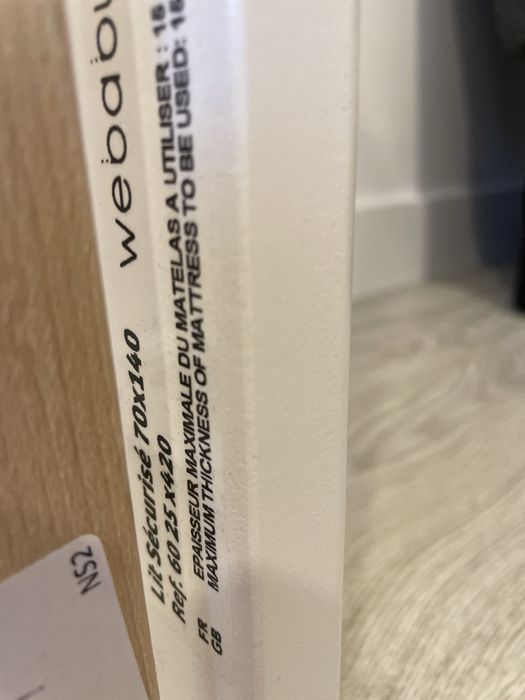 webabu
Lit Sécurisé 70x140
Ref. 60 25 x420
FR EPAISSEUR MAXIMALE DU MATELAS A UTILISER : 15
GB MAXIMUM THICKNESS OF MATTRESS TO BE USED: 15
NS2